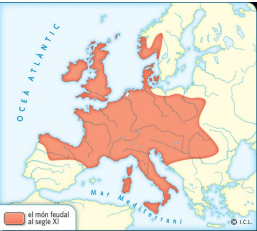 OCEÀ ATLÀNTIC
Mar Mediterrani
el món feudal
al segle XI
© I.C.L.